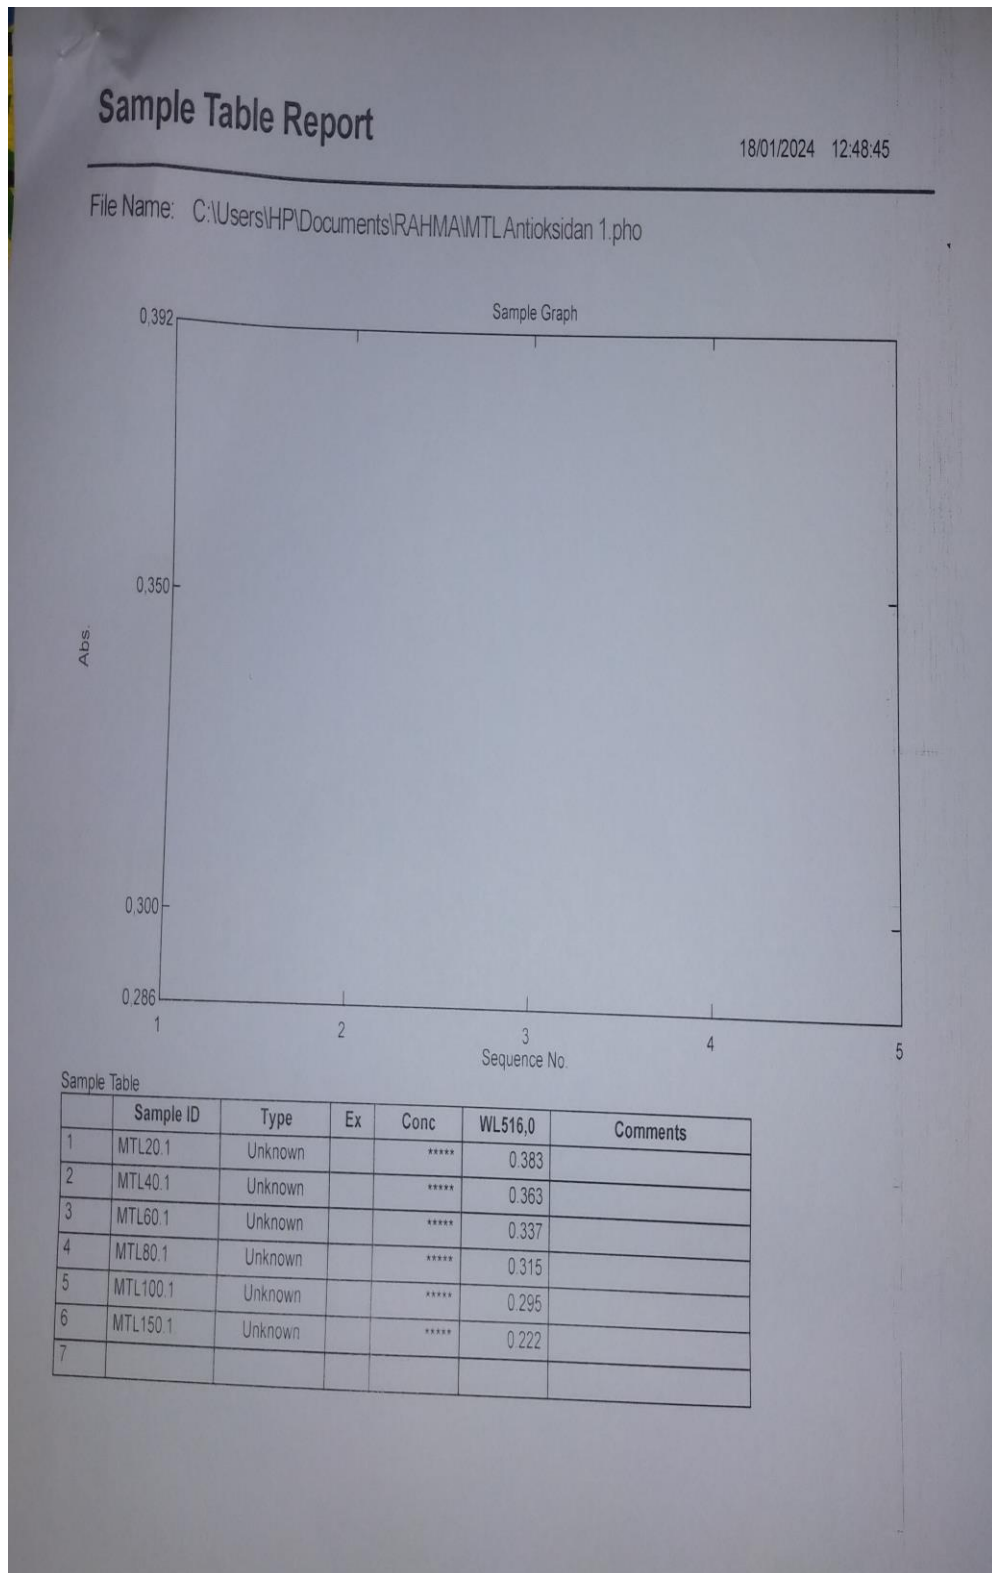 Sample Table Report
18/01/2024 12:48:45
File Name: C:\Users\HP\Documents\RAHMA\MTL Antioksidan 1.pho
Sample Graph
0,392
0,350
Abs.
0,300
0,286
1 2 3 4 5
Sequence No.
Sample Table
Sample ID Type Ex Conc WL516,0 Comments
1 MTL20.1 Unknown ***** 0.383
2 MTL40.1 Unknown ***** 0.363
3 MTL60.1 Unknown ***** 0.337
4 MTL80.1 Unknown ***** 0.315
5 MTL100.1 Unknown ***** 0.295
6 MTL150.1 Unknown ***** 0.222
7